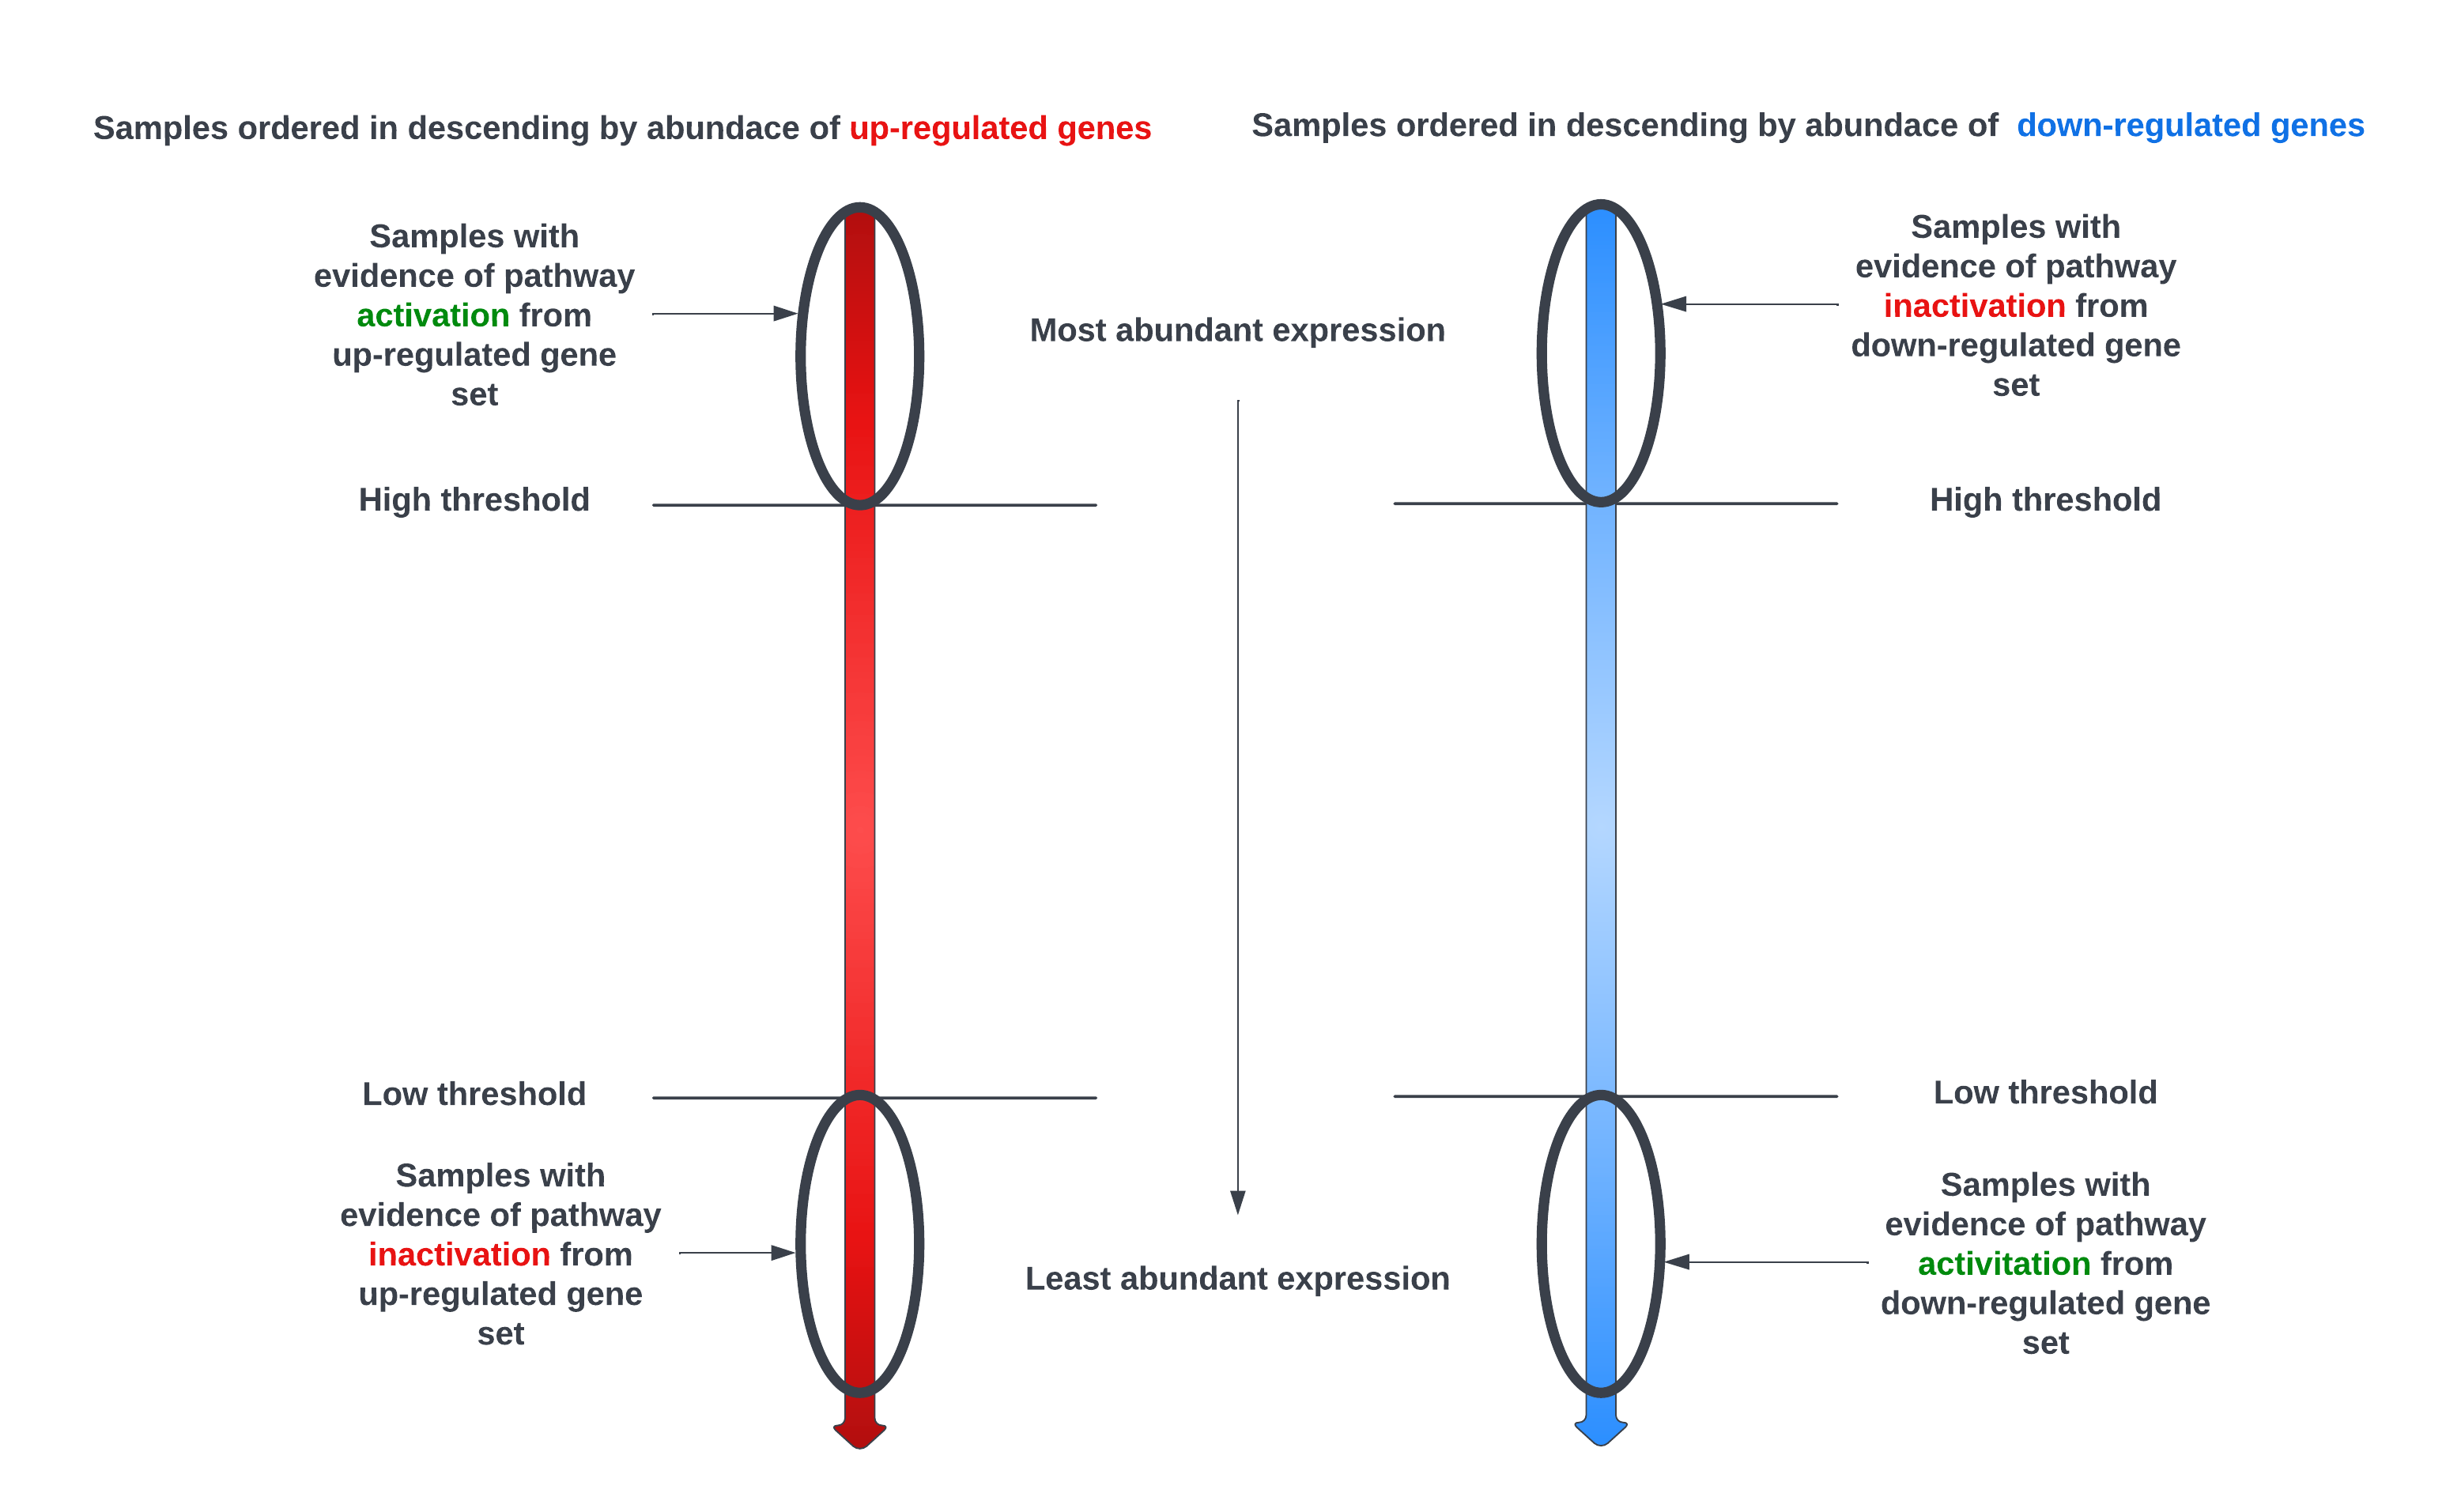 Samples ordered in descending by abundace of up-regulated genes
Samples ordered in descending by abundace of down-regulated genes
Samples with
evidence of pathway
activation from
up-regulated gene
set
Most abundant expression
Samples with
evidence of pathway
inactivation from
down-regulated gene
set
High threshold
High threshold
Low threshold
Low threshold
Samples with
evidence of pathway
inactivation from
up-regulated gene
set
Least abundant expression
Samples with
evidence of pathway
activitation from
down-regulated gene
set